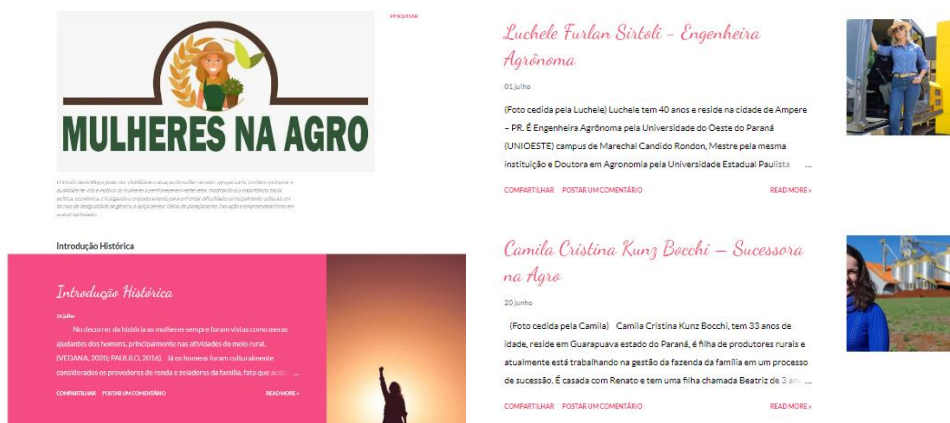 PESQUISAR
MULHERES NA AGRO
Introdução Histórica
Introdução Histórica
26 julho
No decorrer da história as mulheres sempre foram vistas como meras
ajudantes dos homens, principalmente nas atividades do meio rural.
(VEDANA, 2020; PAULILO, 2016). Já os homens foram culturalmente
considerados os provedores de renda e zeladores da família, fato que acaba ...
COMPARTILHAR POSTAR UM COMENTÁRIO READ MORE »
Luchele Furlan Sirtoli - Engenheira
Agrônoma
01 julho
(Foto cedida pela Luchele) Luchele tem 40 anos e reside na cidade de Ampere
– PR. É Engenheira Agrônoma pela Universidade do Oeste do Paraná
(UNIOESTE) campus de Marechal Candido Rondon, Mestre pela mesma
instituição e Doutora em Agronomia pela Universidade Estadual Paulista ...
COMPARTILHAR POSTAR UM COMENTÁRIO READ MORE »
Camila Cristina Kunz Bocchi – Sucessora
na Agro
20 junho
(Foto cedida pela Camila) Camila Cristina Kunz Bocchi, tem 33 anos de
idade, reside em Guarapuava estado do Paraná, é filha de produtores rurais e
atualmente está trabalhando na gestão da fazenda da família em um processo
de sucessão. É casada com Renato e tem uma filha chamada Beatriz de 3 ...
COMPARTILHAR POSTAR UM COMENTÁRIO READ MORE »